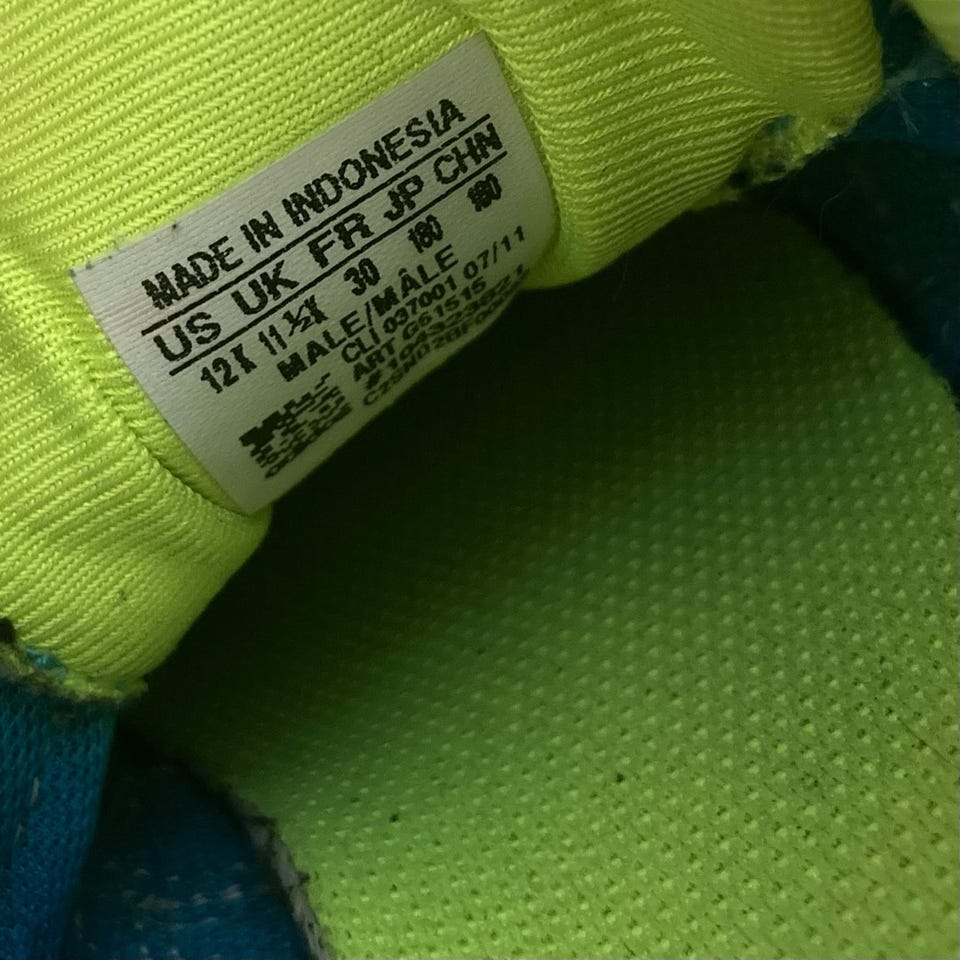 MADE IN INDONESIA
US UK FR JP CHN
12K 11½K 30 180 180
MALE/MÂLE
CLI 037001 07/11
ART G61515